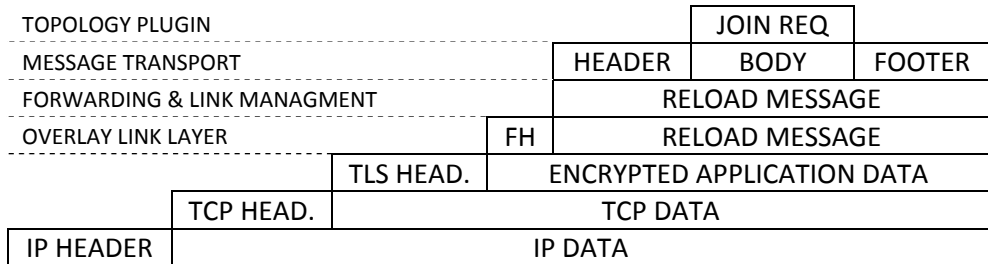 TOPOLOGY PLUGIN JOIN REQ
MESSAGE TRANSPORT HEADER BODY FOOTER
FORWARDING & LINK MANAGMENT RELOAD MESSAGE
OVERLAY LINK LAYER FH RELOAD MESSAGE
TLS HEAD. ENCRYPTED APPLICATION DATA
TCP HEAD. TCP DATA
IP HEADER IP DATA